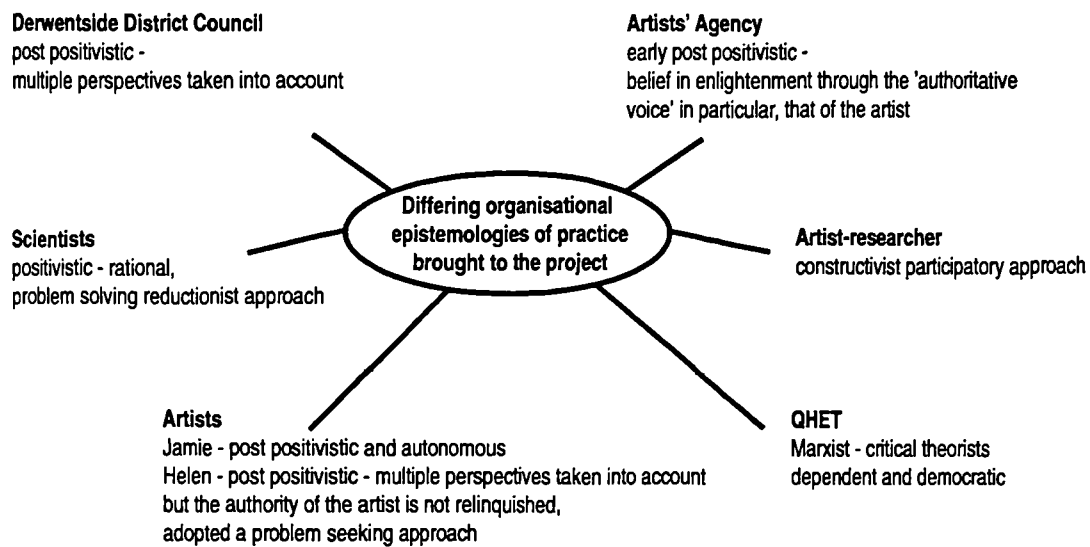 Derwentside District Council
post positivistic -
multiple perspectives taken into account
Artists' Agency
early post positivistic -
belief in enlightenment through the 'authoritative
voice' in particular, that of the artist
Differing organisational
epistemologies of practice
brought to the project
Scientists
positivistic - rational,
problem solving reductionist approach
Artist-researcher
constructivist participatory approach
Artists
Jamie - post positivistic and autonomous
Helen - post positivistic - multiple perspectives taken into account
but the authority of the artist is not relinquished,
adopted a problem seeking approach
QHET
Marxist - critical theorists
dependent and democratic